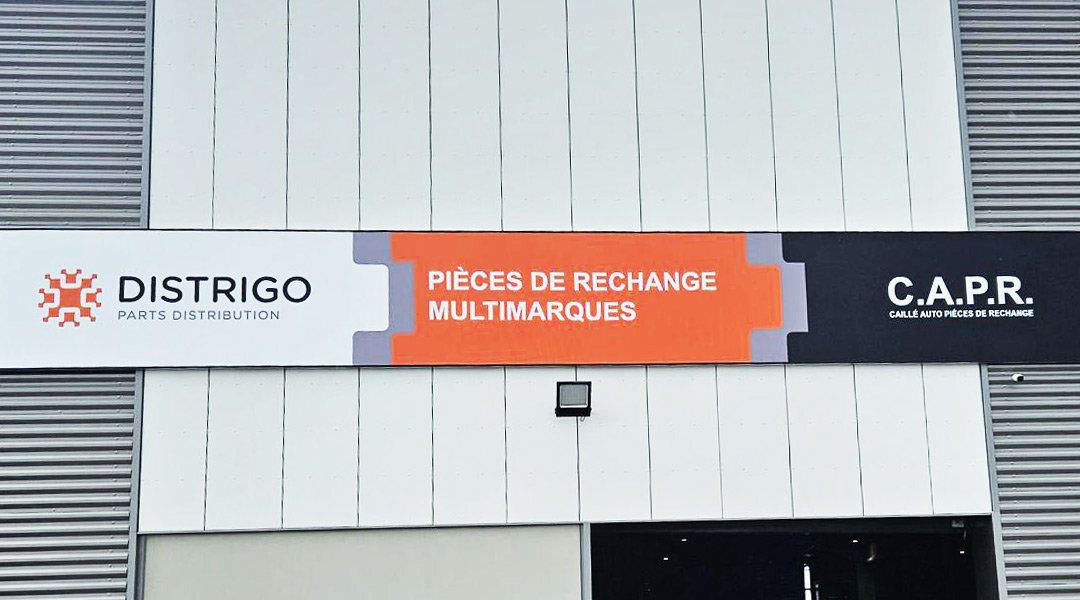 DISTRIGO
PARTS DISTRIBUTION
PIÈCES DE RECHANGE
MULTIMARQUES
C.A.P.R.
CAILLÉ AUTO PIÈCES DE RECHANGE